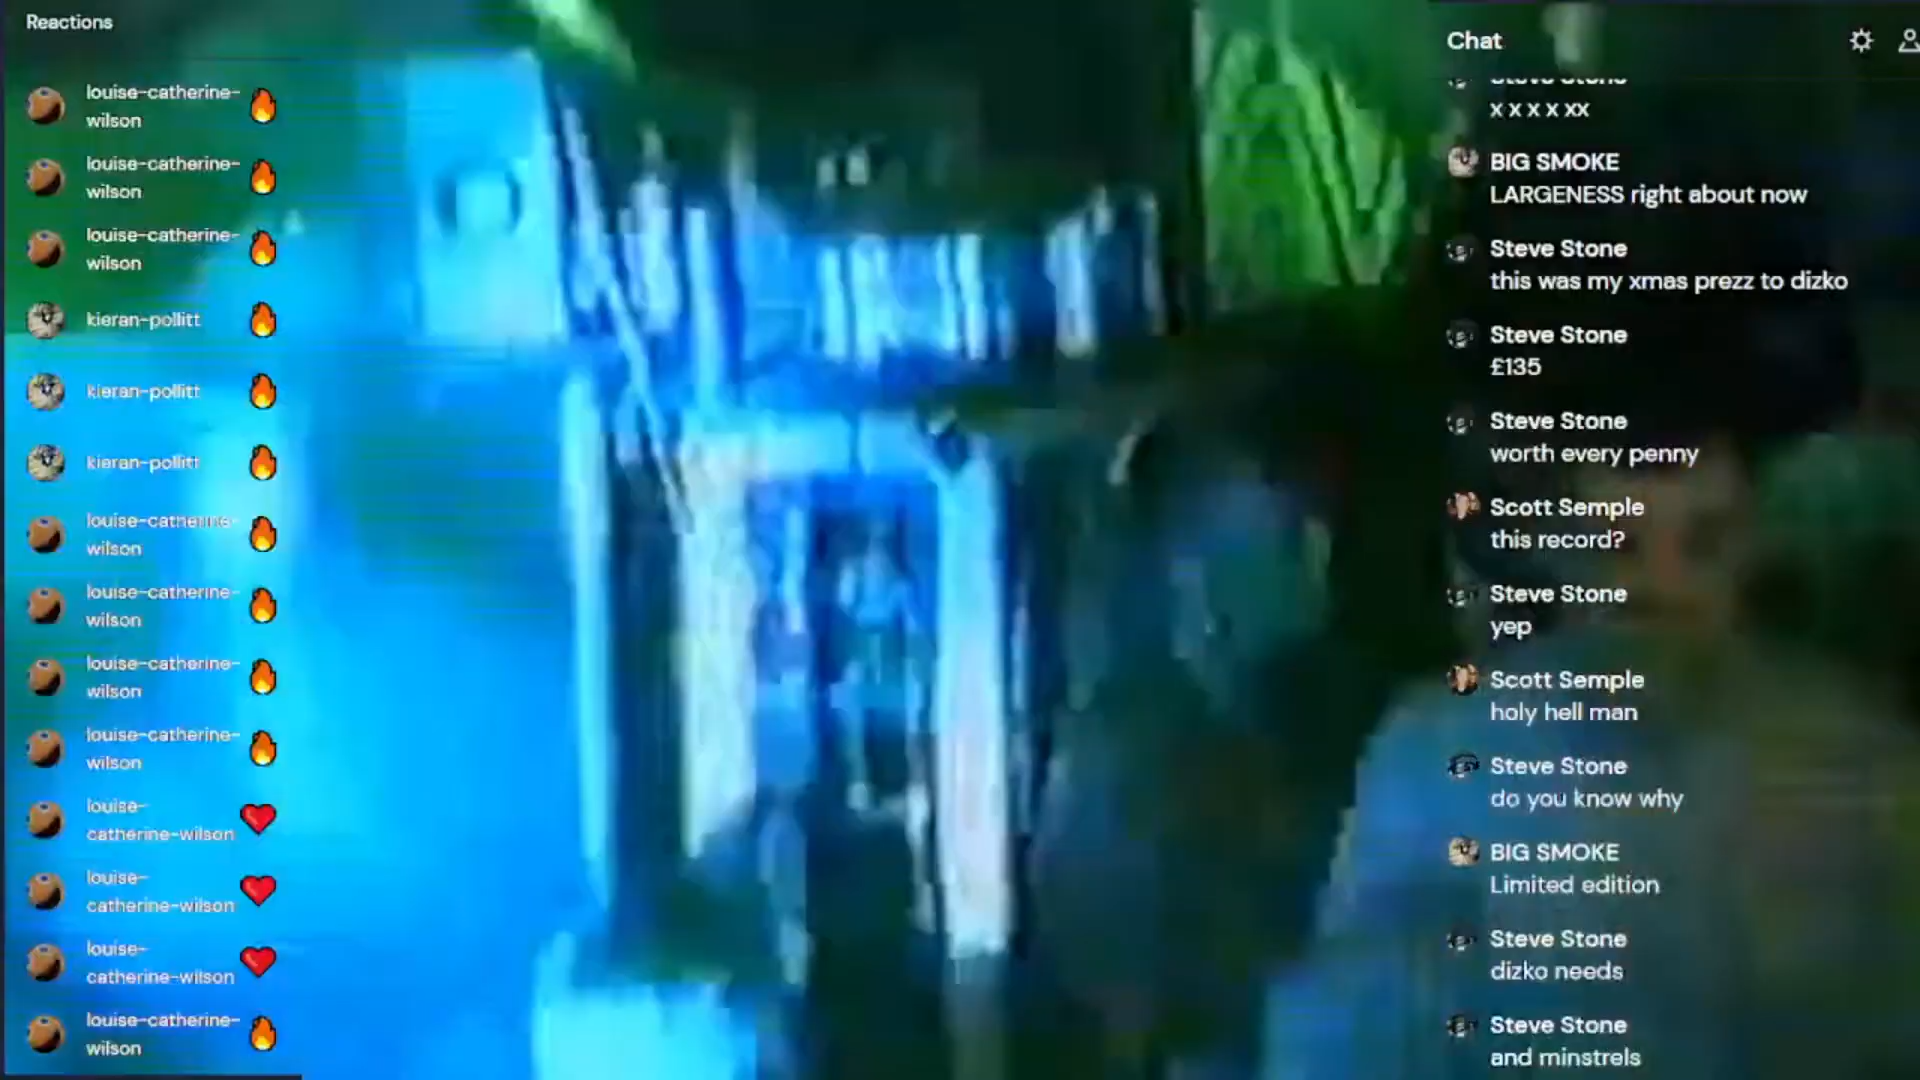 Reactions
louise-catherine-
wilson
louise-catherine-
wilson
louise-catherine-
wilson
kieran-pollitt
kieran-pollitt
kieran-pollitt
louise-catherine-
wilson
louise-catherine-
wilson
louise-catherine-
wilson
louise-catherine-
wilson
louise-
catherine-wilson
louise-
catherine-wilson
louise-
catherine-wilson
louise-catherine-
wilson
Chat
Steve Stone
x x x x xx
BIG SMOKE
LARGENESS right about now
Steve Stone
this was my xmas prezz to dizko
Steve Stone
£135
Steve Stone
worth every penny
Scott Semple
this record?
Steve Stone
yep
Scott Semple
holy hell man
Steve Stone
do you know why
BIG SMOKE
Limited edition
Steve Stone
dizko needs
Steve Stone
and minstrels